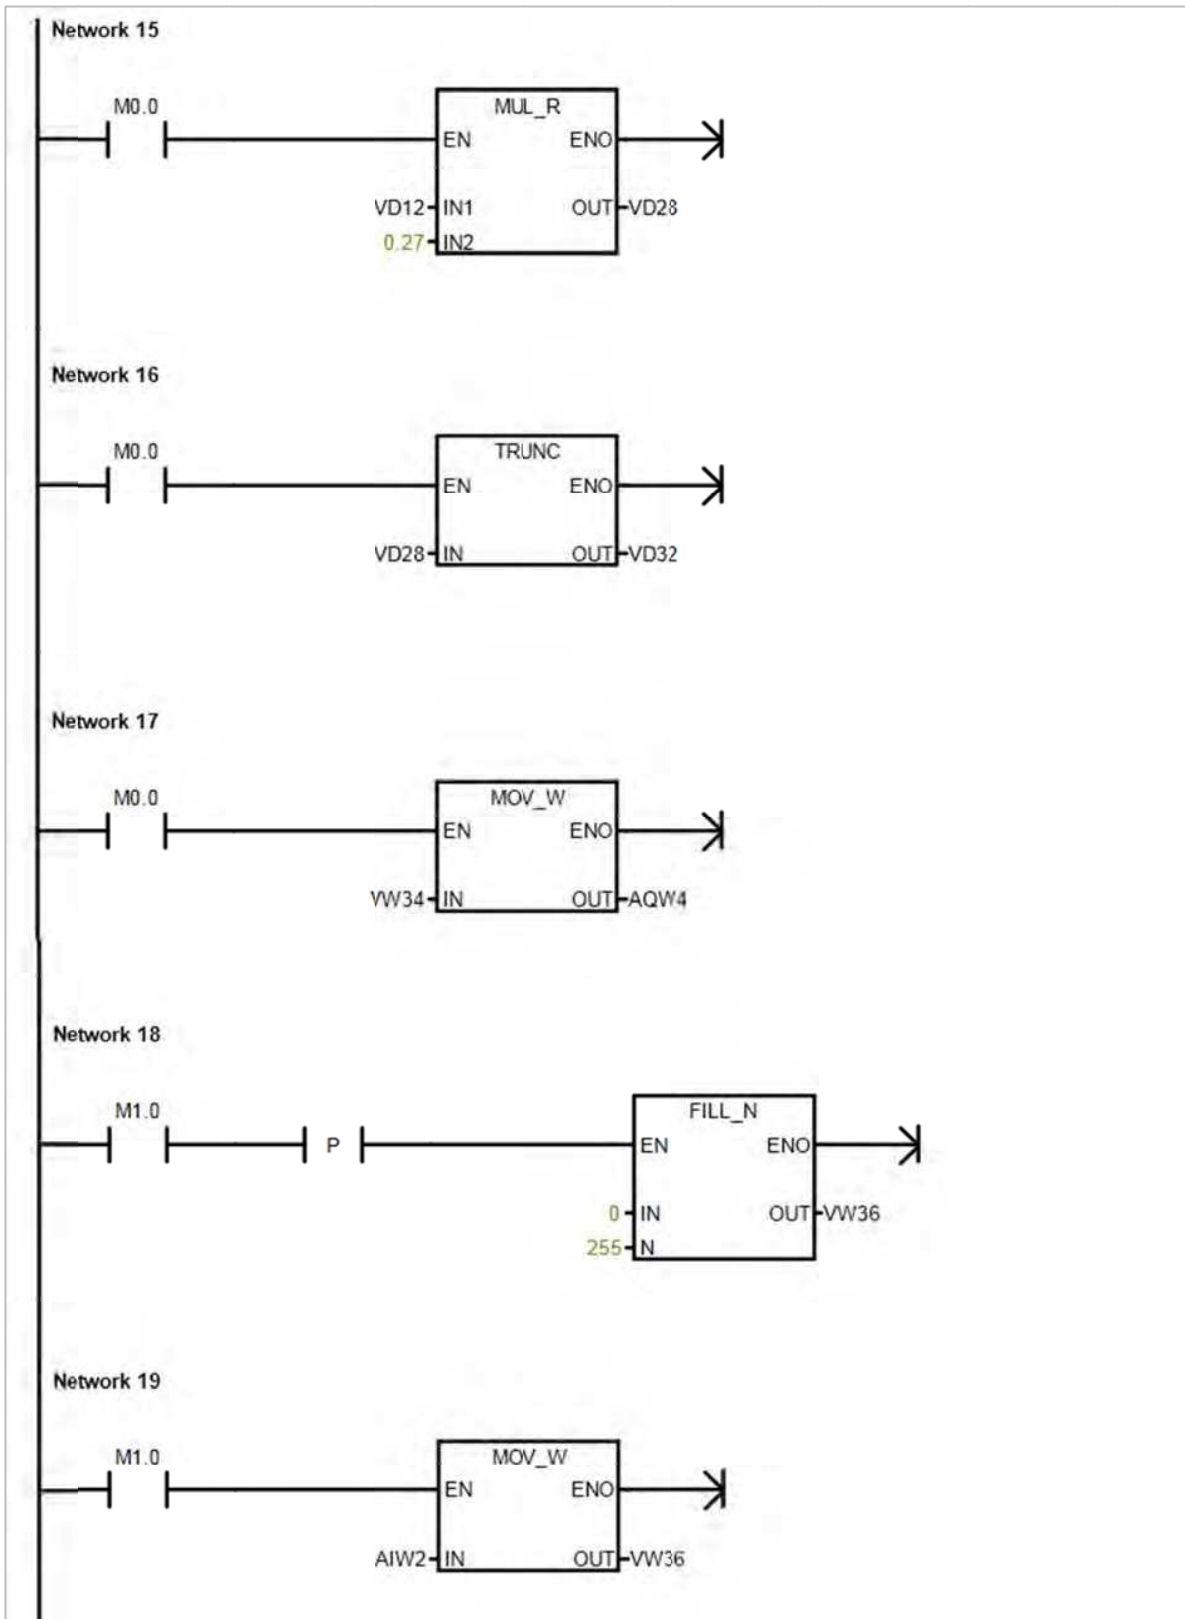 Network 15
M0.0
MUL_R
EN ENO
VD12 IN1 OUT VD28
0.27 IN2
Network 16
M0.0
TRUNC
EN ENO
VD28 IN OUT VD32
Network 17
M0.0
MOV_W
EN ENO
VW34 IN OUT AQW4
Network 18
M1.0
FILL_N
P EN ENO
0 IN OUT VW36
255 N
Network 19
M1.0
MOV_W
EN ENO
AIW2 IN OUT VW36